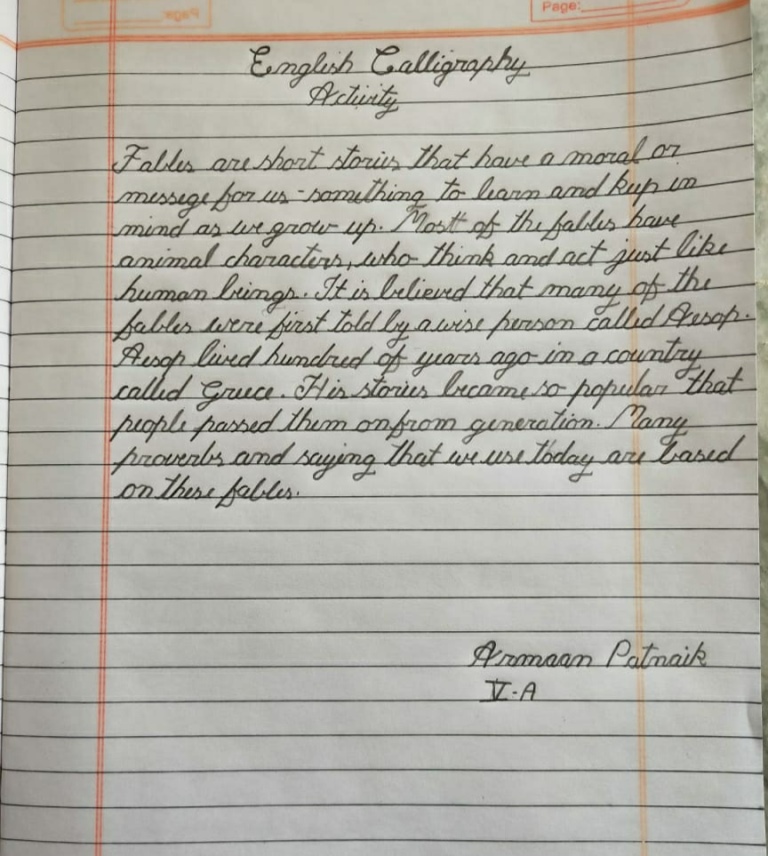 Page:
Page:
English Calligraphy
Activity
Fables are short stories that have a moral or
messege for us - something to learn and keep in
mind as we grow up. Mostt of the fables have
animal characters, who think and act just like
human beings. It is believed that many of the
fables were first told by a wise person called Aesop.
Aesop lived hundred of years ago in a country
called Greece. His stories became so popular that
people passed them on from generation. Many
proverbs and saying that we use today are based
on these fables.
Armaan Patnaik
V-A